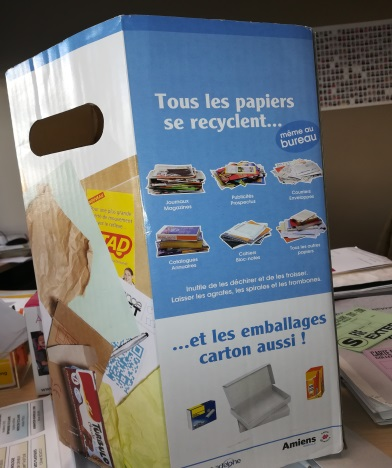 Tous les papiers
se recyclent...
même au
bureau
Journaux
Magazines
Publicités
Prospectus
Courriers
Enveloppes
Catalogues
Annuaires
Cahiers
Bloc-notes
Tous les autres
papiers
Inutile de les déchirer et de les froisser.
Laisser les agrafes, les spirales et les trombones.
...et les emballages
carton aussi !
Amiens